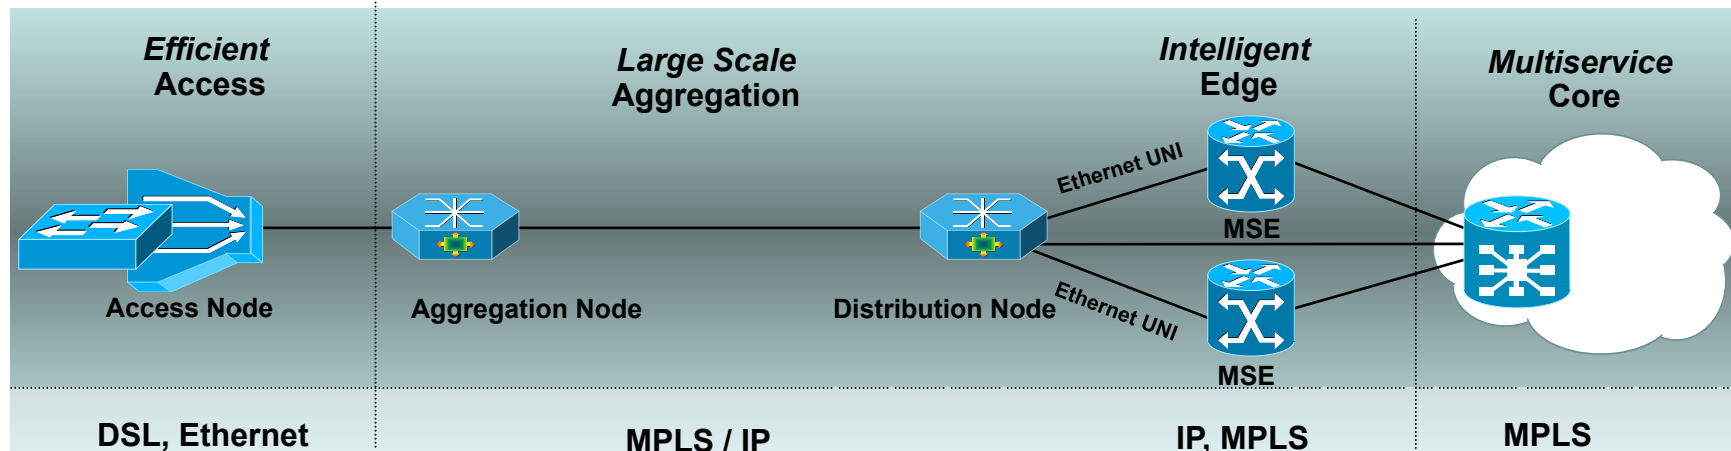 Efficient
Access
Large Scale
Aggregation
Intelligent
Edge
Multiservice
Core
Ethernet UNI
MSE
Access Node
Aggregation Node
Distribution Node
Ethernet UNI
MSE
DSL, Ethernet
MPLS / IP
IP, MPLS
MPLS